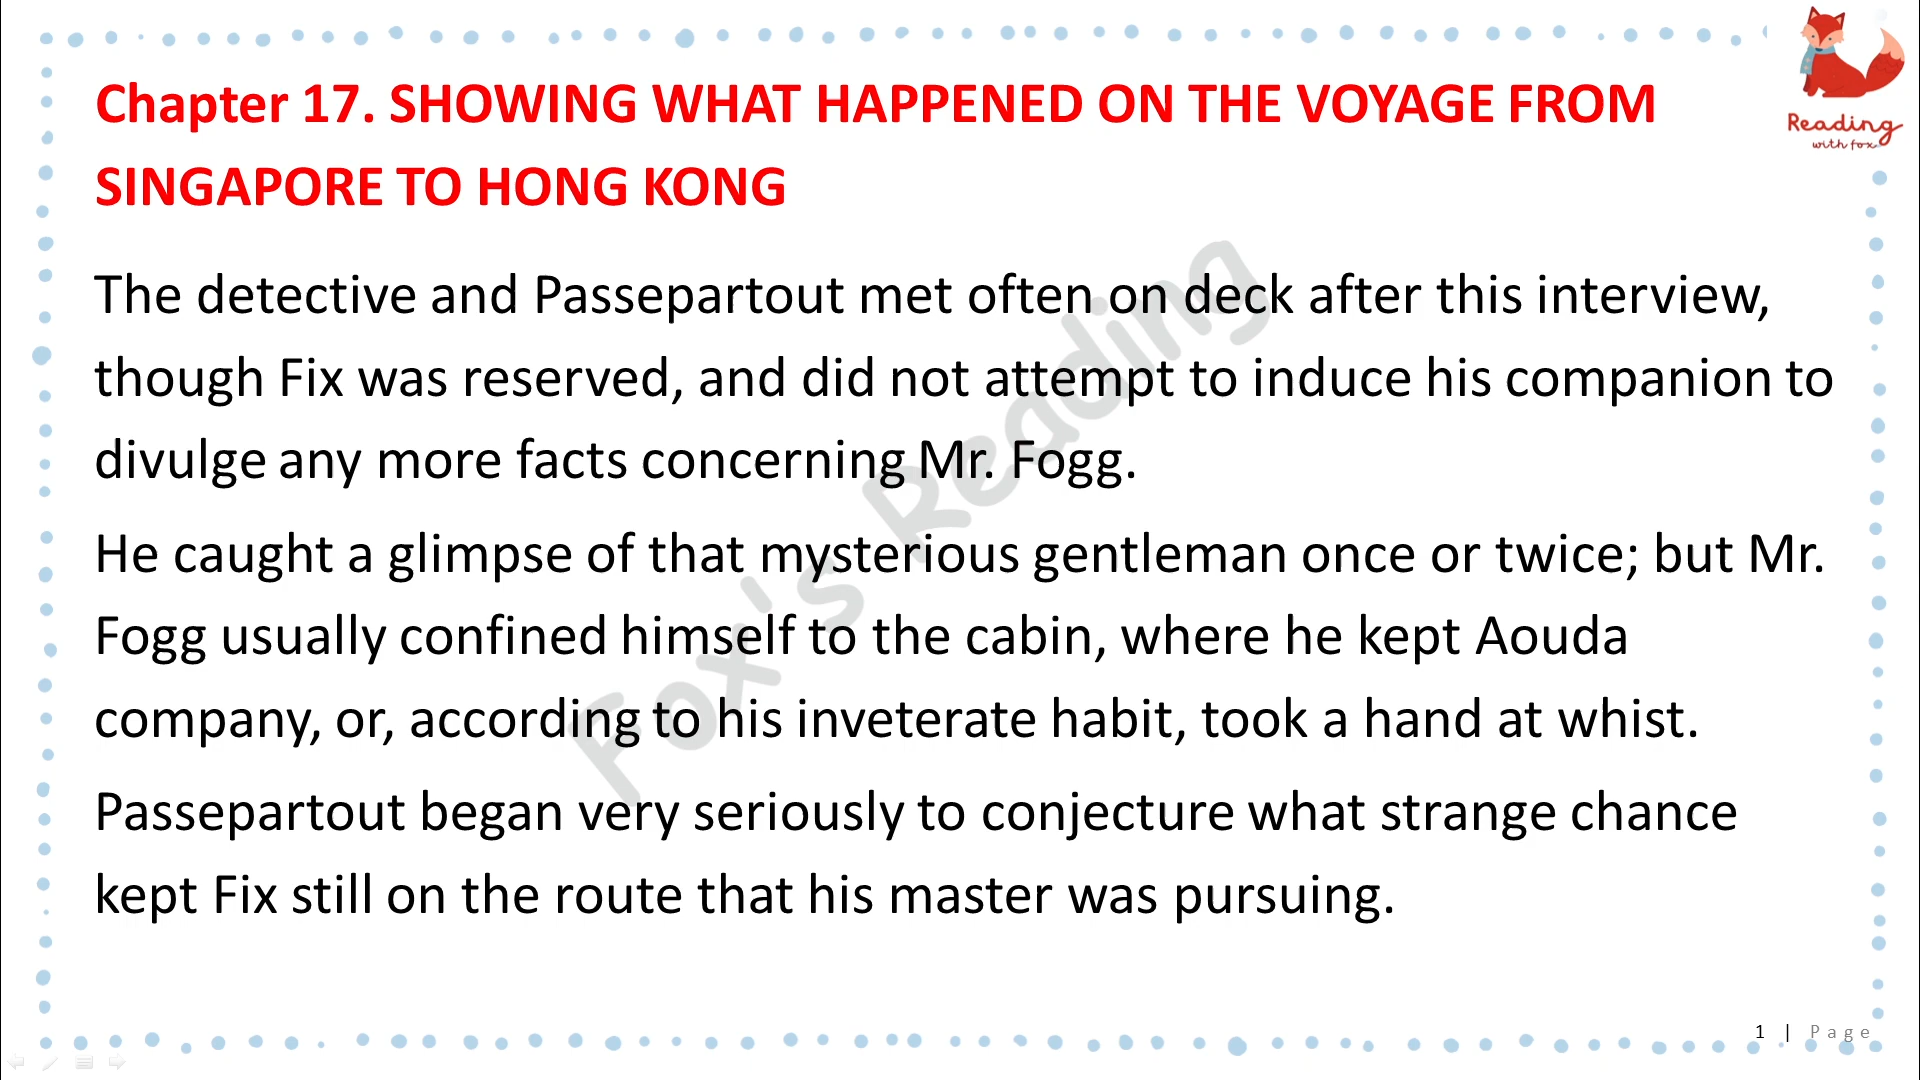 Chapter 17. SHOWING WHAT HAPPENED ON THE VOYAGE FROM
SINGAPORE TO HONG KONG
The detective and Passepartout met often on deck after this interview,
though Fix was reserved, and did not attempt to induce his companion to
divulge any more facts concerning Mr. Fogg.
He caught a glimpse of that mysterious gentleman once or twice; but Mr.
Fogg usually confined himself to the cabin, where he kept Aouda
company, or, according to his inveterate habit, took a hand at whist.
Passepartout began very seriously to conjecture what strange chance
kept Fix still on the route that his master was pursuing.
Reading
with fox
Fox's Reading
1 | Page